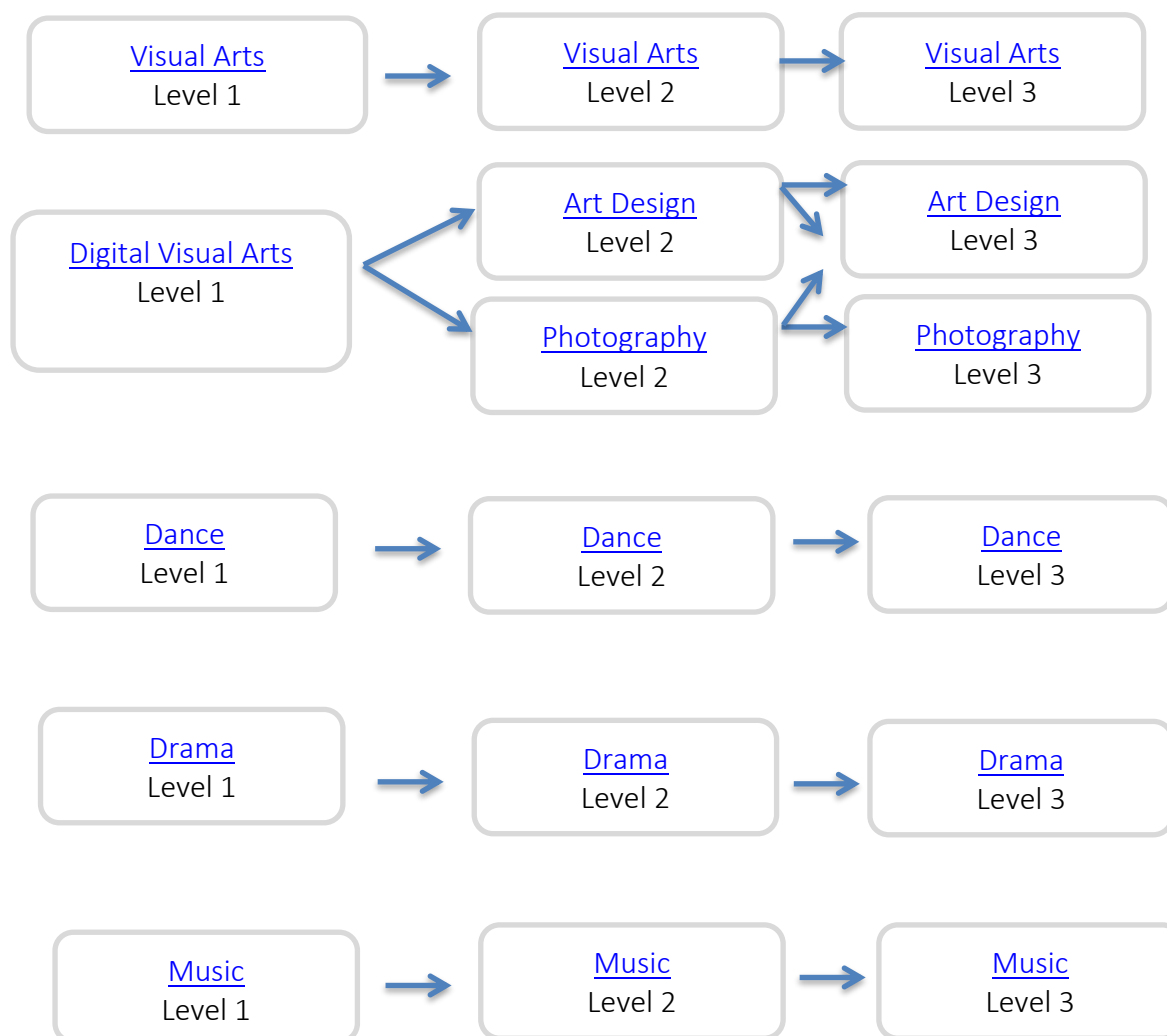 Visual Arts
Level 1
Visual Arts
Level 2
Visual Arts
Level 3
Digital Visual Arts
Level 1
Art Design
Level 2
Art Design
Level 3
Photography
Level 2
Photography
Level 3
Dance
Level 1
Dance
Level 2
Dance
Level 3
Drama
Level 1
Drama
Level 2
Drama
Level 3
Music
Level 1
Music
Level 2
Music
Level 3